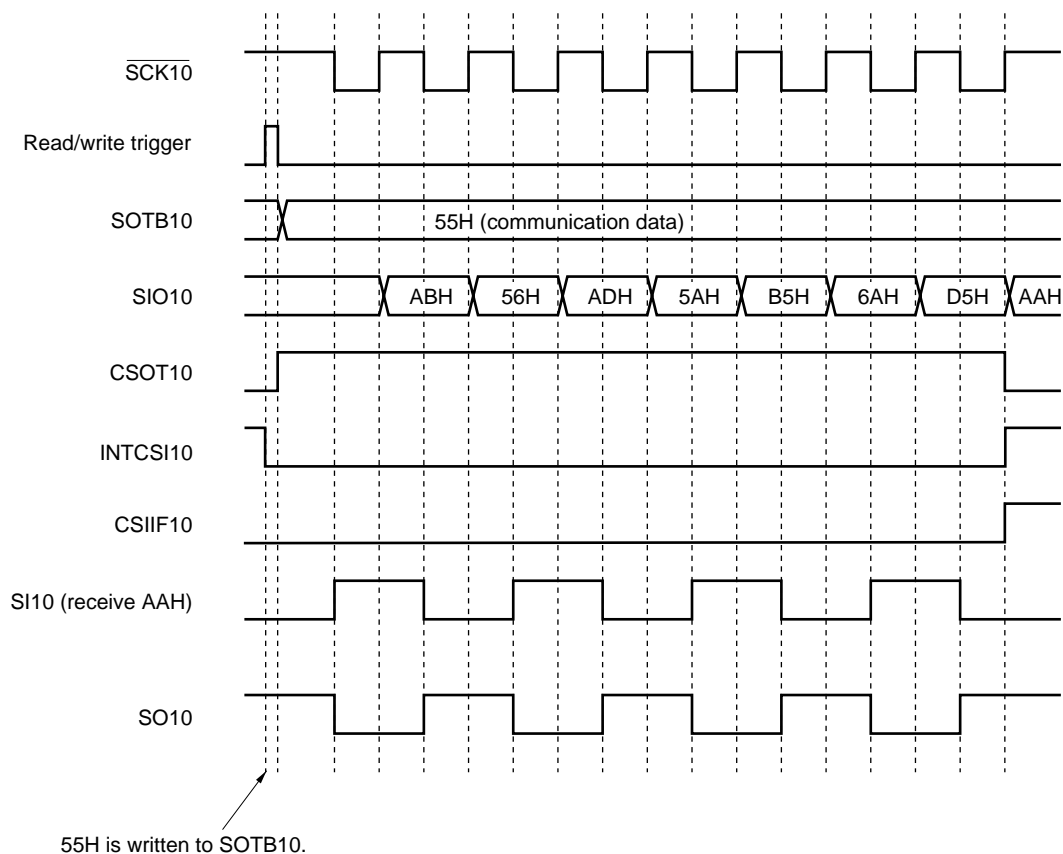 SCK10
Read/write trigger
SOTB10
55H (communication data)
SIO10
ABH 56H ADH 5AH B5H 6AH D5H AAH
CSOT10
INTCSI10
CSIIF10
SI10 (receive AAH)
SO10
55H is written to SOTB10.